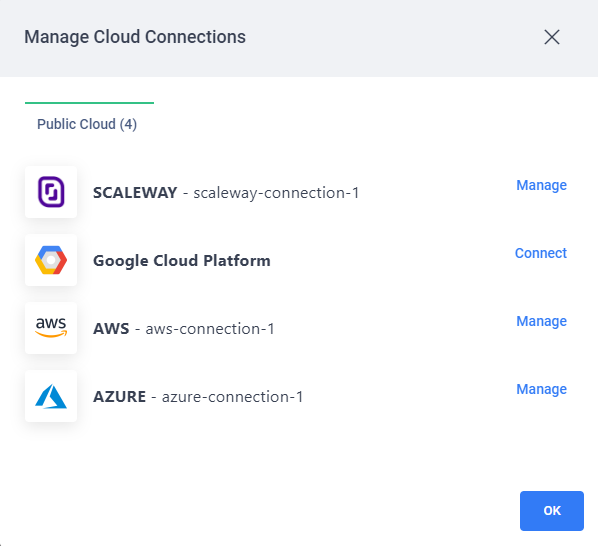 Manage Cloud Connections
Public Cloud (4)
SCALEWAY - scaleway-connection-1
Manage
Google Cloud Platform
Connect
aws
AWS - aws-connection-1
Manage
AZURE - azure-connection-1
Manage
OK